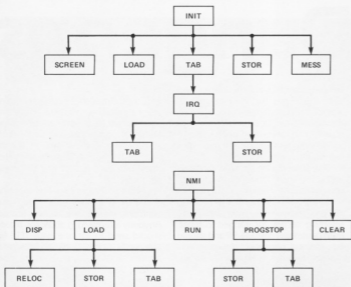 INIT
SCREEN LOAD TAB STOR MESS
IRQ
TAB STOR
NMI
DISP LOAD RUN PROGSTOP CLEAR
RELOC STOR TAB STOR TAB